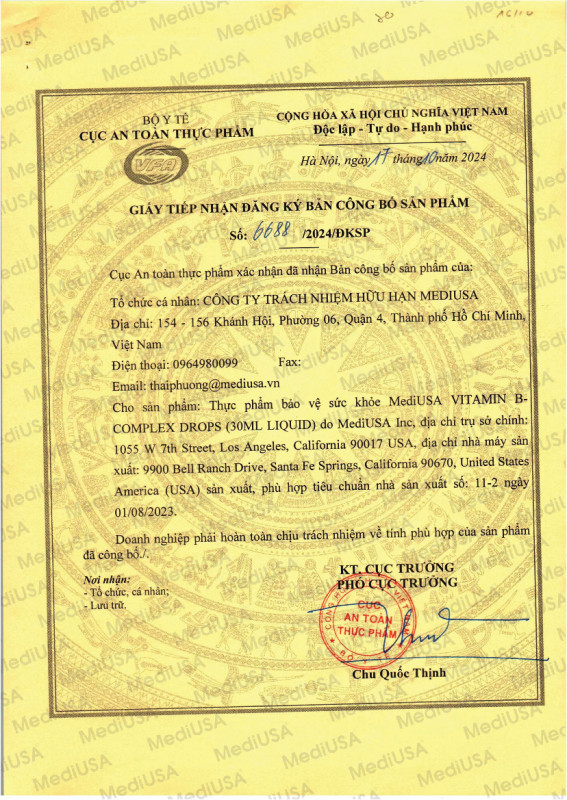 BỘ Y TẾ
CỤC AN TOÀN THỰC PHẨM
VFA
CỘNG HÒA XÃ HỘI CHỦ NGHĨA VIỆT NAM
Độc lập - Tự do - Hạnh phúc
Hà Nội, ngày 17 tháng 10 năm 2024
GIẤY TIẾP NHẬN ĐĂNG KÝ BẢN CÔNG BỐ SẢN PHẨM
Số: 6688 /2024/ĐKSP
Cục An toàn thực phẩm xác nhận đã nhận Bản công bố sản phẩm của:
Tổ chức cá nhân: CÔNG TY TRÁCH NHIỆM HỮU HẠN MEDIUSA
Địa chỉ: 154 - 156 Khánh Hội, Phường 06, Quận 4, Thành phố Hồ Chí Minh,
Việt Nam
Điện thoại: 0964980099 Fax:
Email: thaiphuong@mediusa.vn
Cho sản phẩm: Thực phẩm bảo vệ sức khỏe MediUSA VITAMIN B-
COMPLEX DROPS (30ML LIQUID) do MediUSA Inc, địa chỉ trụ sở chính:
1055 W 7th Street, Los Angeles, California 90017 USA, địa chỉ nhà máy sản
xuất: 9900 Bell Ranch Drive, Santa Fe Springs, California 90670, United States
America (USA) sản xuất, phù hợp tiêu chuẩn nhà sản xuất số: 11-2 ngày
01/08/2023.
Doanh nghiệp phải hoàn toàn chịu trách nhiệm về tính phù hợp của sản phẩm
đã công bố./.
Nơi nhận:
- Tổ chức, cá nhân;
- Lưu trữ.
KT. CỤC TRƯỞNG
PHÓ CỤC TRƯỞNG
CỤC
AN TOÀN
THỰC PHẨM
BỘ Y TẾ
Chu Quốc Thịnh
MediUSA